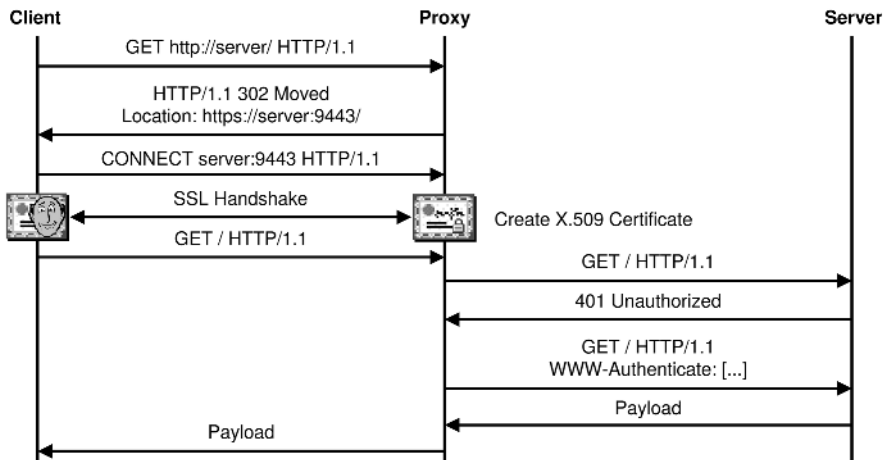 Client
Proxy
Server
GET http://server/ HTTP/1.1
HTTP/1.1 302 Moved
Location: https://server:9443/
CONNECT server:9443 HTTP/1.1
SSL Handshake
Create X.509 Certificate
GET / HTTP/1.1
GET / HTTP/1.1
401 Unauthorized
GET / HTTP/1.1
WWW-Authenticate: [...]
Payload
Payload